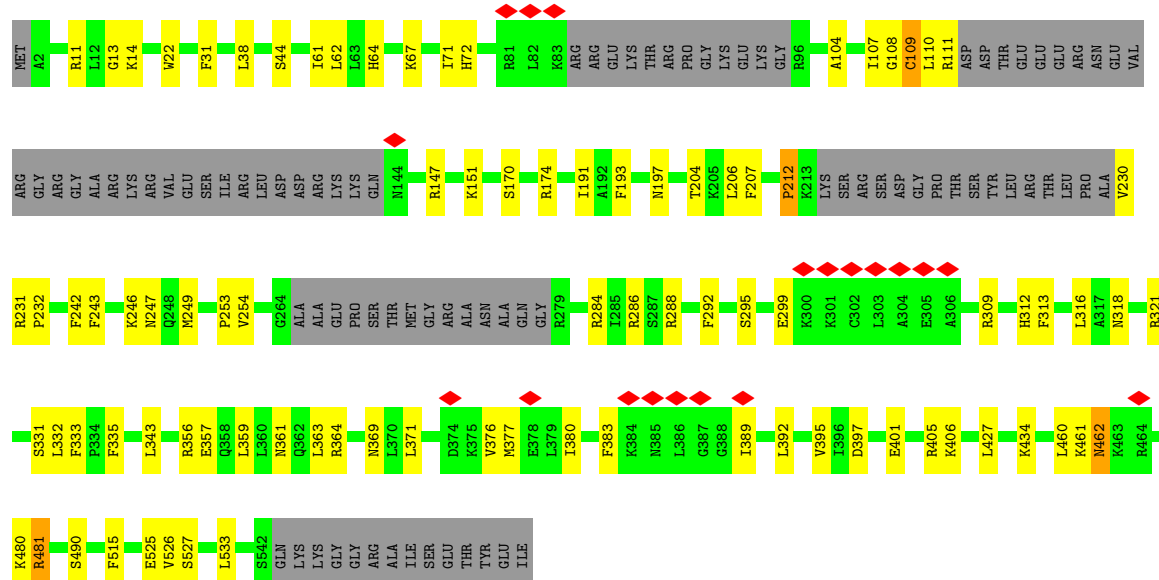 MET A2 R11 L12 G13 K14 W22 F31 L38 S44 I61 L62 L63 H64 K67 I71 H72 R81 L82 K83 ARG ARG GLU LYS THR ARG PRO GLY LYS GLU LYS GLY R96 A104 I107 G108 C109 L110 R111 ASP ASP THR GLU GLU GLU ARG ASN GLU VAL
ARG GLY ARG GLY ALA ARG LYS ARG VAL GLU SER ILE ARG LEU ASP ASP ARG LYS LYS GLN N144 R147 K151 S170 R174 I191 A192 F193 N197 T204 K205 L206 F207 P212 K213 LYS SER ARG SER ASP GLY PRO THR SER TYR LEU ARG THR LEU PRO ALA V230
R231 P232 F242 F243 K246 N247 Q248 M249 P253 V254 G264 ALA ALA GLU PRO SER THR MET GLY ARG ALA ASN ALA GLN GLY R279 R284 I285 R286 S287 R288 F292 S295 E299 K300 K301 C302 L303 A304 E305 A306 R309 H312 F313 L316 A317 N318 R321
S331 L332 F333 P334 F335 L343 R356 E357 Q358 L359 L360 N361 Q362 L363 R364 N369 L370 L371 D374 K375 V376 M377 E378 L379 I380 F383 K384 N385 L386 G387 G388 I389 L392 V395 I396 D397 E401 R405 K406 L427 K434 L460 K461 N462 K463 R464
K480 R481 S490 F515 E525 V526 S527 L533 S542 GLN LYS LYS GLY GLY ARG ALA ILE SER GLU THR TYR GLU ILE